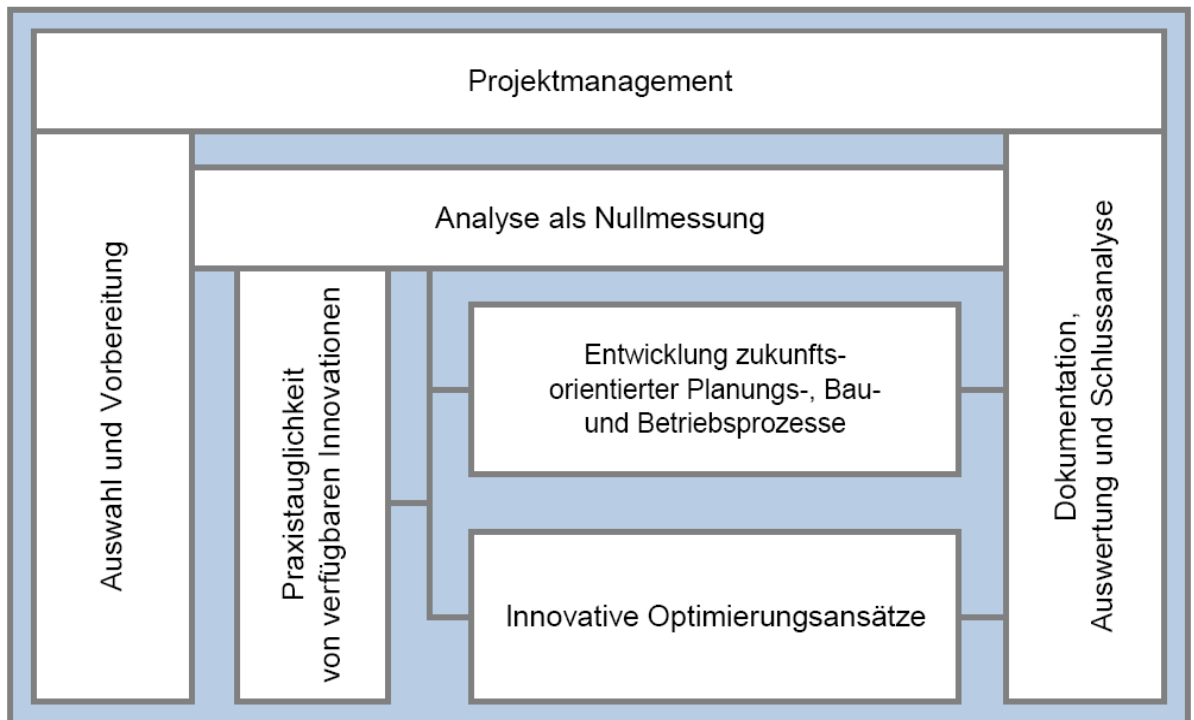 Projektmanagement
Analyse als Nullmessung
Auswahl und Vorbereitung
Praxistauglichkeit
von verfügbaren Innovationen
Entwicklung zukunfts-
orientierter Planungs-, Bau-
und Betriebsprozesse
Innovative Optimierungsansätze
Dokumentation,
Auswertung und Schlussanalyse